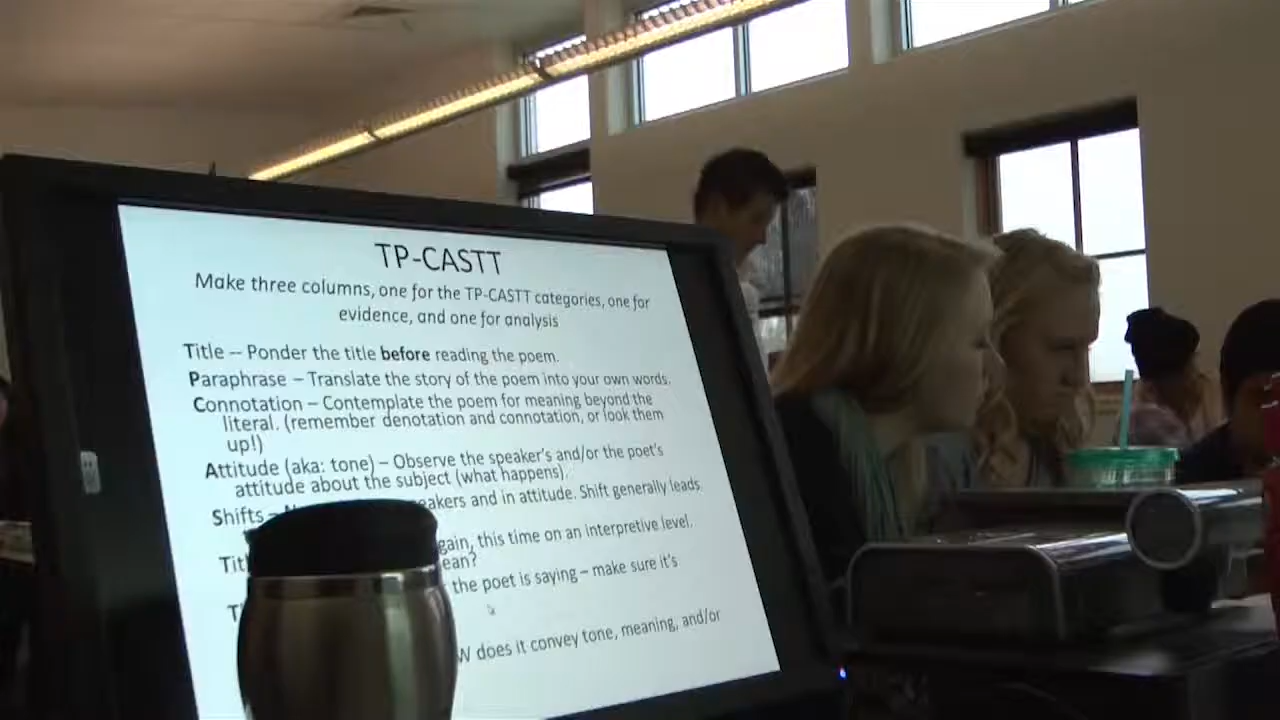 TP-CASTT
Make three columns, one for the TP-CASTT categories, one for
evidence, and one for analysis
Title -- Ponder the title before reading the poem.
Paraphrase – Translate the story of the poem into your own words.
Connotation – Contemplate the poem for meaning beyond the
literal. (remember denotation and connotation, or look them
up!)
Attitude (aka: tone) – Observe the speaker's and/or the poet's
attitude about the subject (what happens).
Shifts – and in attitude. Shift generally leads
this time on an interpretive level.
the poet is saying – make sure it's
does it convey tone, meaning, and/or